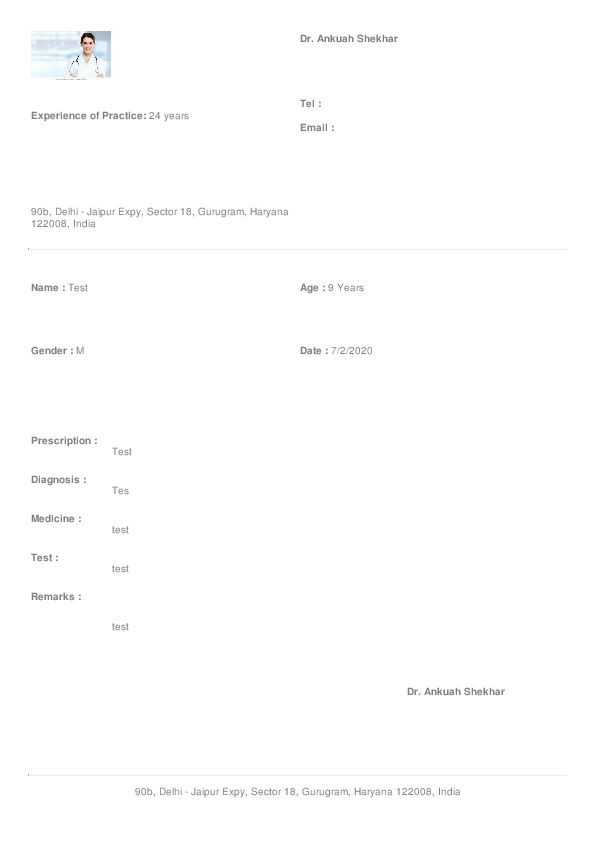 Dr. Ankuah Shekhar
Tel :
Experience of Practice: 24 years
Email :
90b, Delhi - Jaipur Expy, Sector 18, Gurugram, Haryana
122008, India
Name : Test
Age : 9 Years
Gender : M
Date : 7/2/2020
Prescription :
Test
Diagnosis :
Tes
Medicine :
test
Test :
test
Remarks :
test
Dr. Ankuah Shekhar
90b, Delhi - Jaipur Expy, Sector 18, Gurugram, Haryana 122008, India